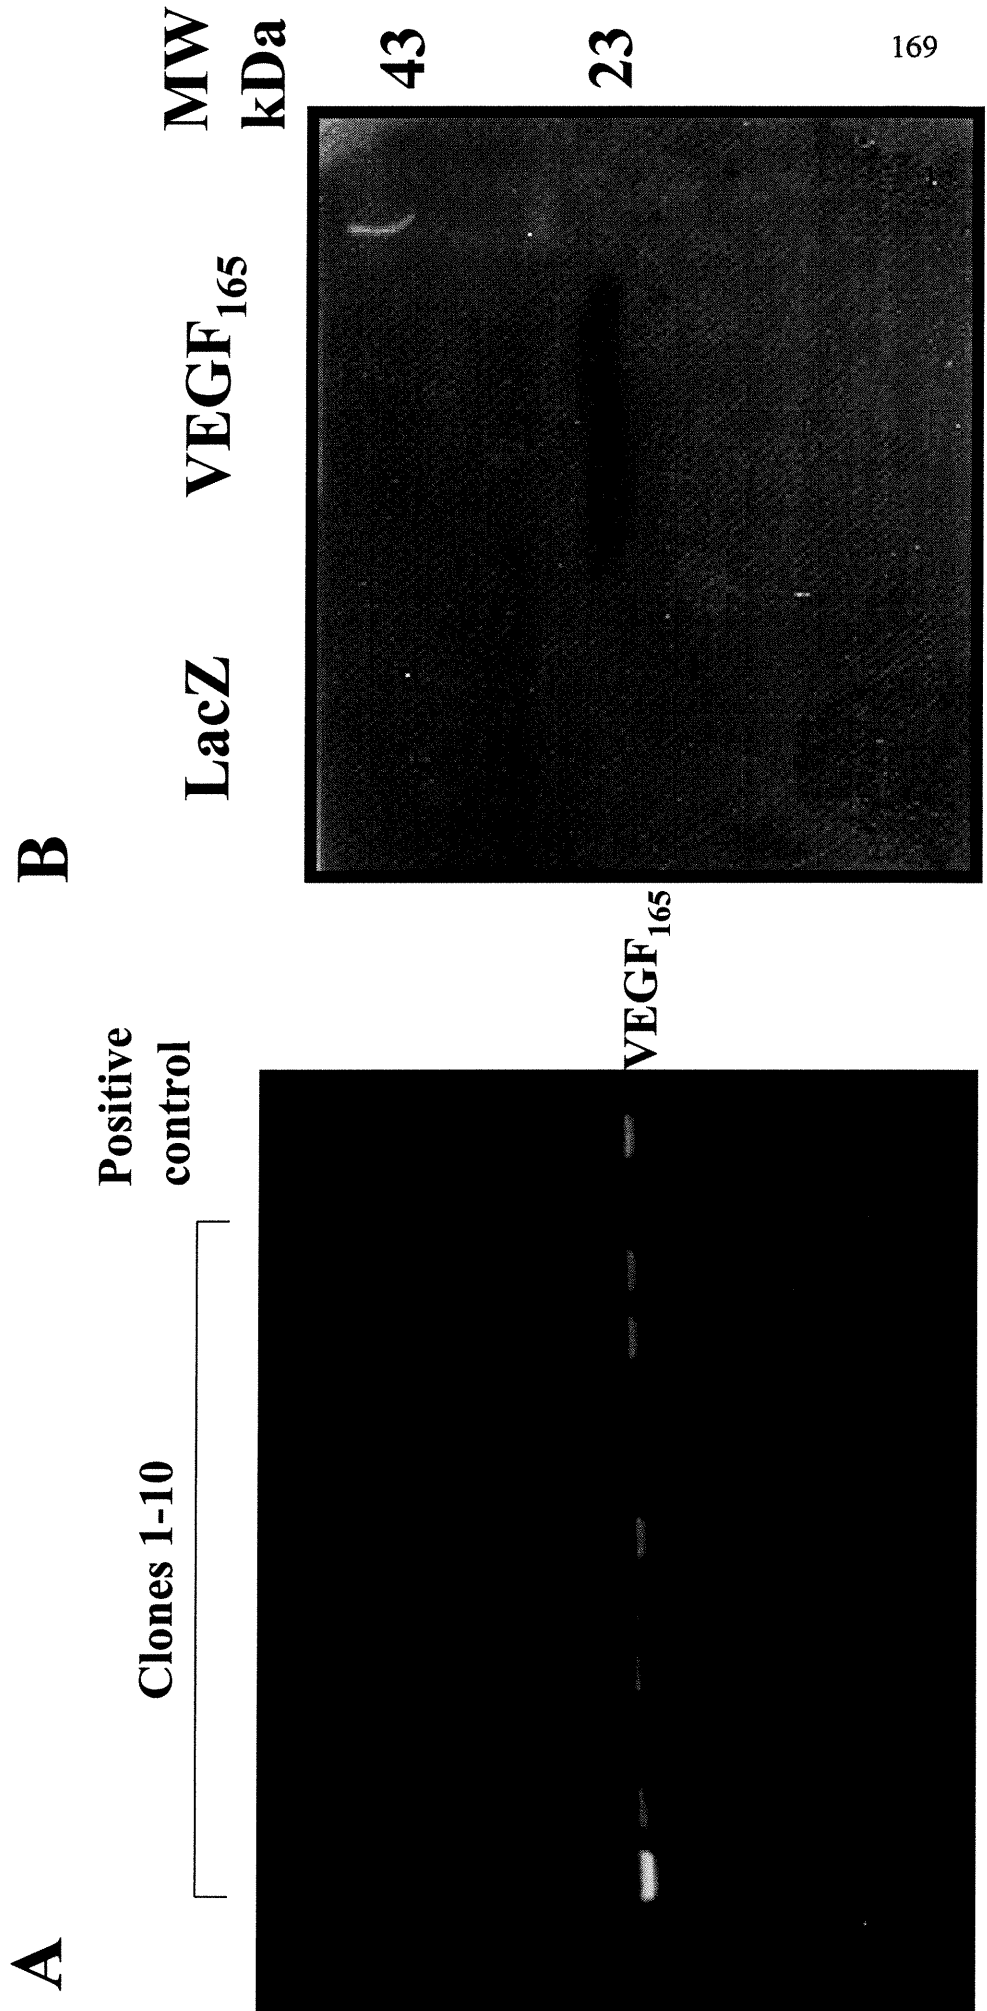 A
Clones 1-10
Positive
control
VEGF165
B
LacZ
VEGF165
MW
kDa
43
23
169